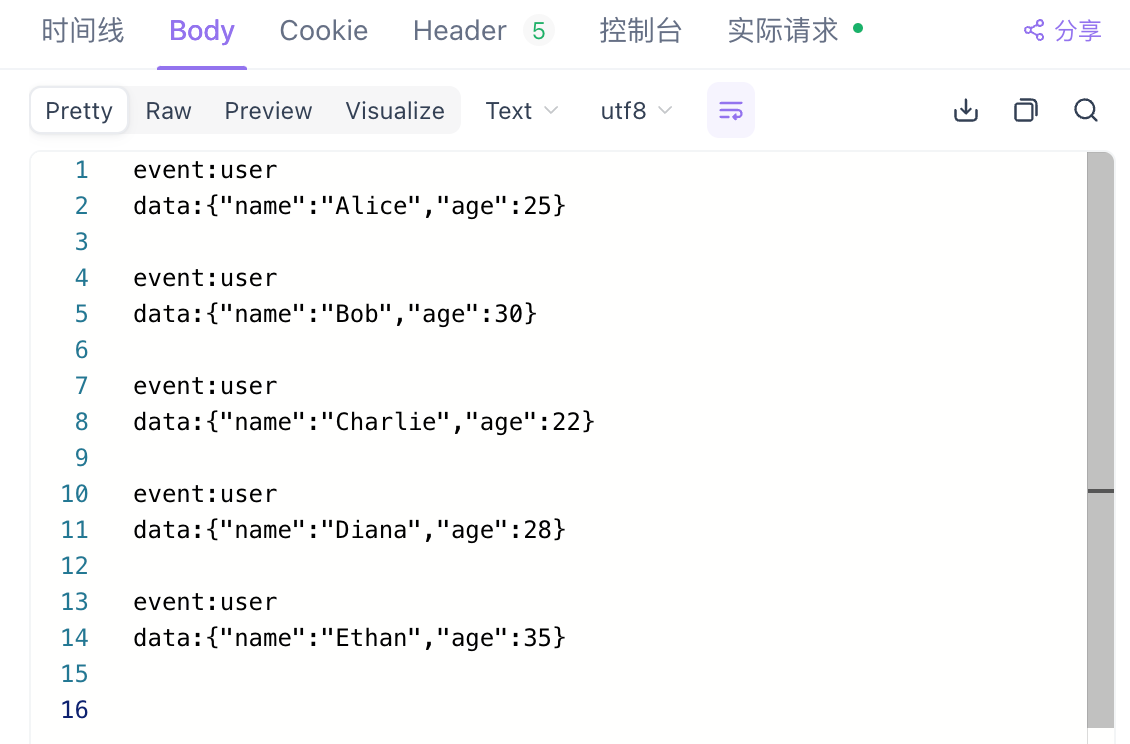 时间线 Body Cookie Header 5 控制台 实际请求 分享
Pretty Raw Preview Visualize Text utf8
1 event:user
2 data:{"name":"Alice","age":25}
3
4 event:user
5 data:{"name":"Bob","age":30}
6
7 event:user
8 data:{"name":"Charlie","age":22}
9
10 event:user
11 data:{"name":"Diana","age":28}
12
13 event:user
14 data:{"name":"Ethan","age":35}
15
16